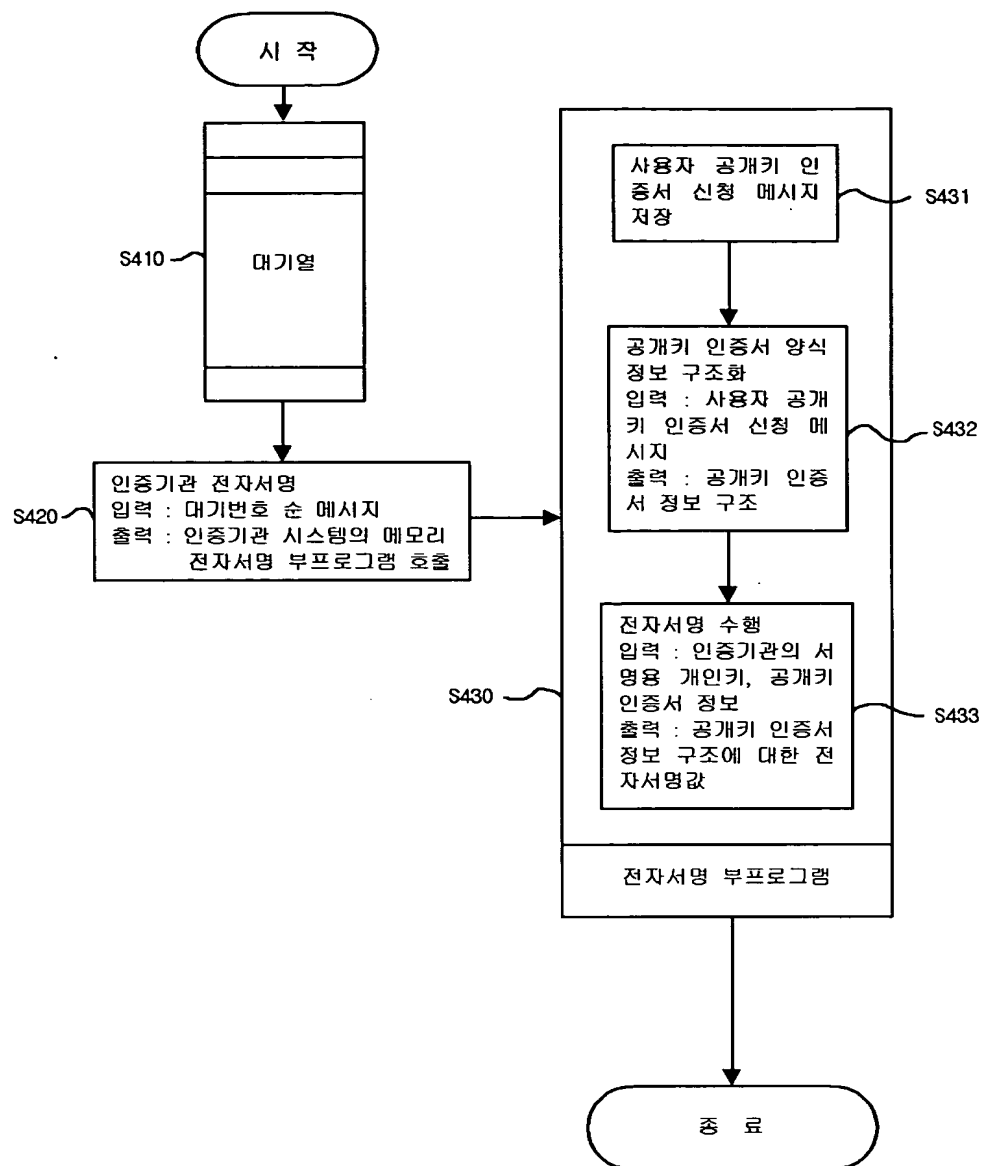 시 작
S410
대기열
인증기관 전자서명
입력 : 대기번호 순 메시지
출력 : 인증기관 시스템의 메모리
전자서명 부프로그램 호출
S420
사용자 공개키 인
증서 신청 메시지
저장
S431
공개키 인증서 양식
정보 구조화
입력 : 사용자 공개
키 인증서 신청 메
시지
출력 : 공개키 인증
서 정보 구조
S432
전자서명 수행
입력 : 인증기관의 서
명용 개인키, 공개키
인증서 정보
출력 : 공개키 인증서
정보 구조에 대한 전
자서명값
S430
S433
전자서명 부프로그램
종 료